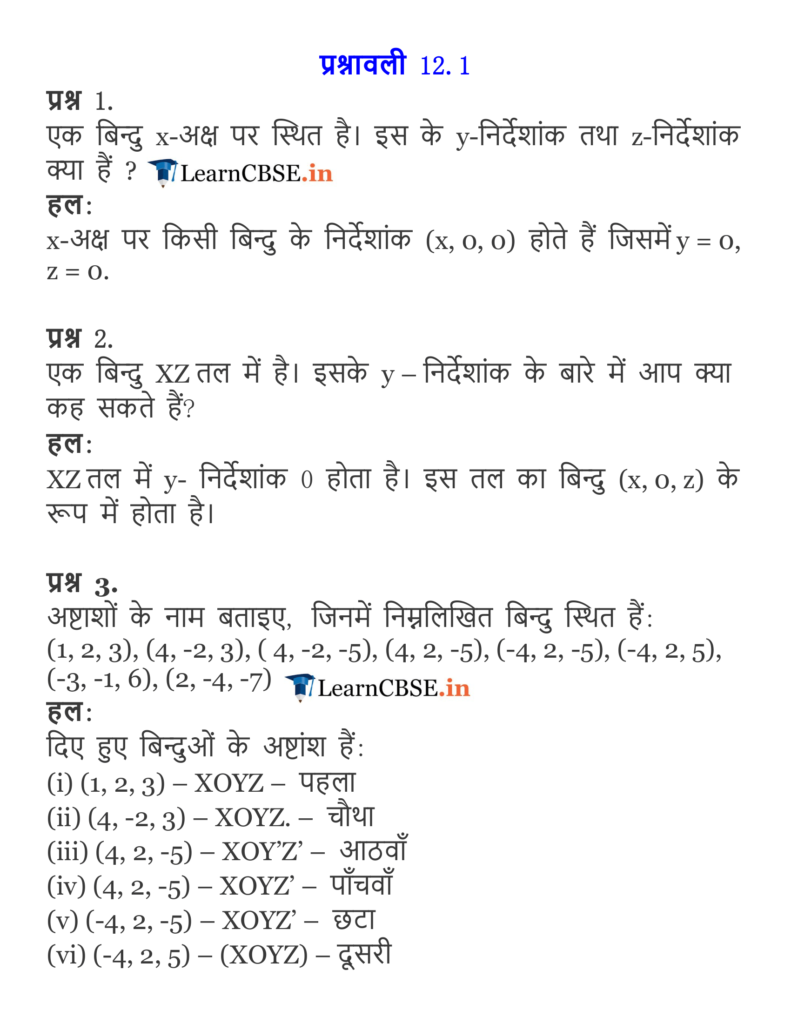 प्रश्नावली 12.1
प्रश्न 1.
एक बिन्दु x-अक्ष पर स्थित है। इस के y-निर्देशांक तथा z-निर्देशांक
क्या हैं ? LearnCBSE.in
हल:
x-अक्ष पर किसी बिन्दु के निर्देशांक (x, 0, 0) होते हैं जिसमें y = 0,
z = 0.
प्रश्न 2.
एक बिन्दु XZ तल में है। इसके y – निर्देशांक के बारे में आप क्या
कह सकते हैं?
हल:
XZ तल में y- निर्देशांक 0 होता है। इस तल का बिन्दु (x, 0, z) के
रूप में होता है।
प्रश्न 3.
अष्टाशों के नाम बताइए, जिनमें निम्नलिखित बिन्दु स्थित हैं:
(1, 2, 3), (4, -2, 3), ( 4, -2, -5), (4, 2, -5), (-4, 2, -5), (-4, 2, 5),
(-3, -1, 6), (2, -4, -7) LearnCBSE.in
हल:
दिए हुए बिन्दुओं के अष्टांश हैं:
(i) (1, 2, 3) – XOYZ – पहला
(ii) (4, -2, 3) – XOYZ. – चौथा
(iii) (4, 2, -5) – XOY’Z’ – आठवाँ
(iv) (4, 2, -5) – XOYZ’ – पाँचवाँ
(v) (-4, 2, -5) – XOYZ’ – छटा
(vi) (-4, 2, 5) – (XOYZ) – दूसरी